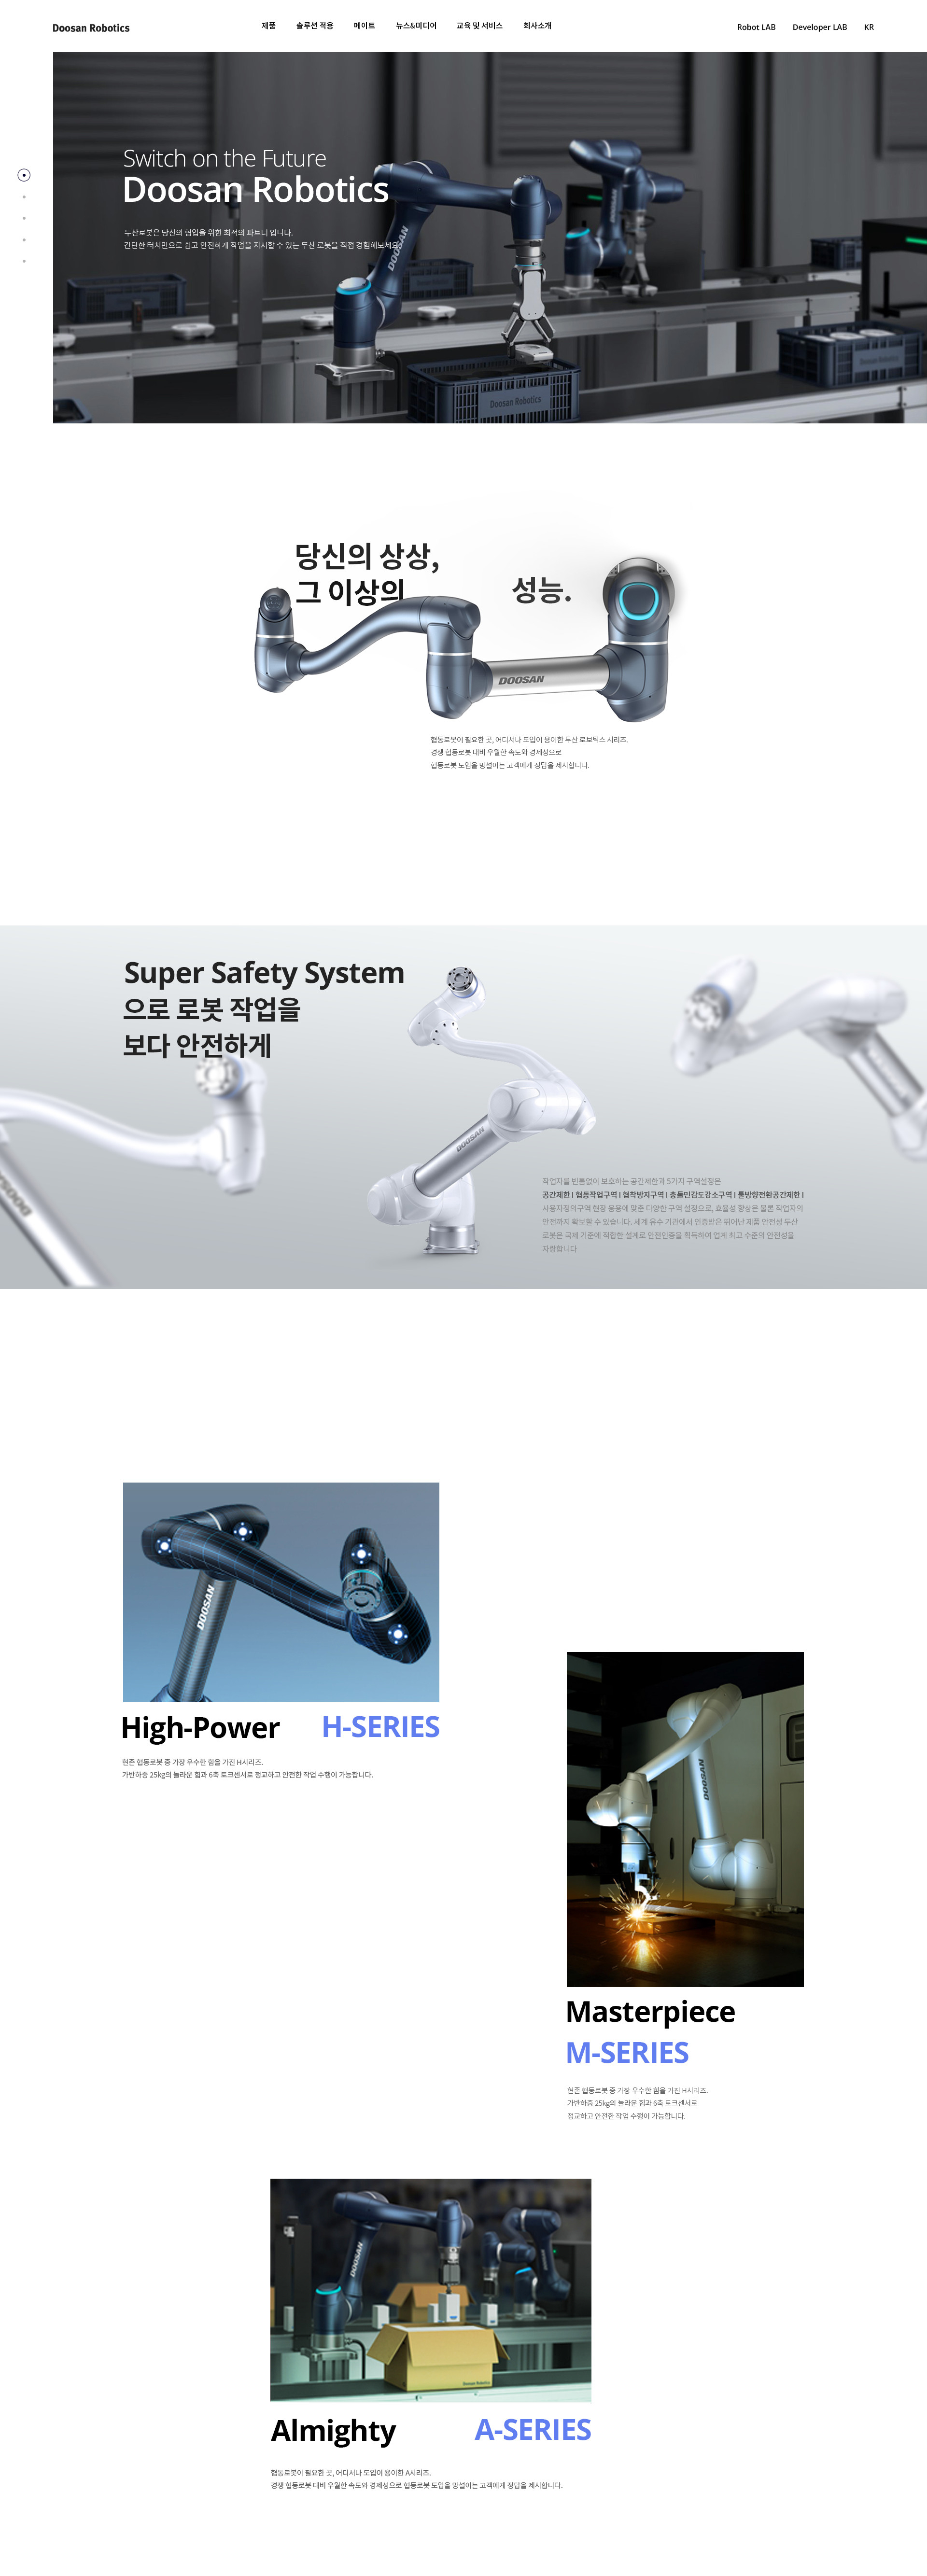 Doosan Robotics
제품 솔루션 적용 메이트 뉴스&미디어 교육 및 서비스 회사소개
Robot LAB Developer LAB KR
Switch on the Future
Doosan Robotics
두산로봇은 당신의 협업을 위한 최적의 파트너 입니다.
간단한 터치만으로 쉽고 안전하게 작업을 지시할 수 있는 두산 로봇을 직접 경험해보세요.
DOOSAN
Doosan Robotics
당신의 상상,
그 이상의 성능.
DOOSAN
협동로봇이 필요한 곳, 어디서나 도입이 용이한 두산 로보틱스 시리즈.
경쟁 협동로봇 대비 우월한 속도와 경제성으로
협동로봇 도입을 망설이는 고객에게 정답을 제시합니다.
Super Safety System
으로 로봇 작업을
보다 안전하게
DOOSAN
DOOSAN
작업자를 빈틈없이 보호하는 공간제한과 5가지 구역설정은
공간제한 I 협동작업구역 I 협착방지구역 I 충돌민감도감소구역 I 툴방향전환공간제한 I
사용자정의구역 현장 응용에 맞춘 다양한 구역 설정으로, 효율성 향상은 물론 작업자의
안전까지 확보할 수 있습니다. 세계 유수 기관에서 인증받은 뛰어난 제품 안전성 두산
로봇은 국제 기준에 적합한 설계로 안전인증을 획득하여 업계 최고 수준의 안전성을
자랑합니다
DOOSAN
High-Power H-SERIES
현존 협동로봇 중 가장 우수한 힘을 가진 H시리즈.
가반하중 25kg의 놀라운 힘과 6축 토크센서로 정교하고 안전한 작업 수행이 가능합니다.
DOOSAN
Masterpiece
M-SERIES
현존 협동로봇 중 가장 우수한 힘을 가진 H시리즈.
가반하중 25kg의 놀라운 힘과 6축 토크센서로
정교하고 안전한 작업 수행이 가능합니다.
DOOSAN
Doosan Robotics
Almighty A-SERIES
협동로봇이 필요한 곳, 어디서나 도입이 용이한 A시리즈.
경쟁 협동로봇 대비 우월한 속도와 경제성으로 협동로봇 도입을 망설이는 고객에게 정답을 제시합니다.